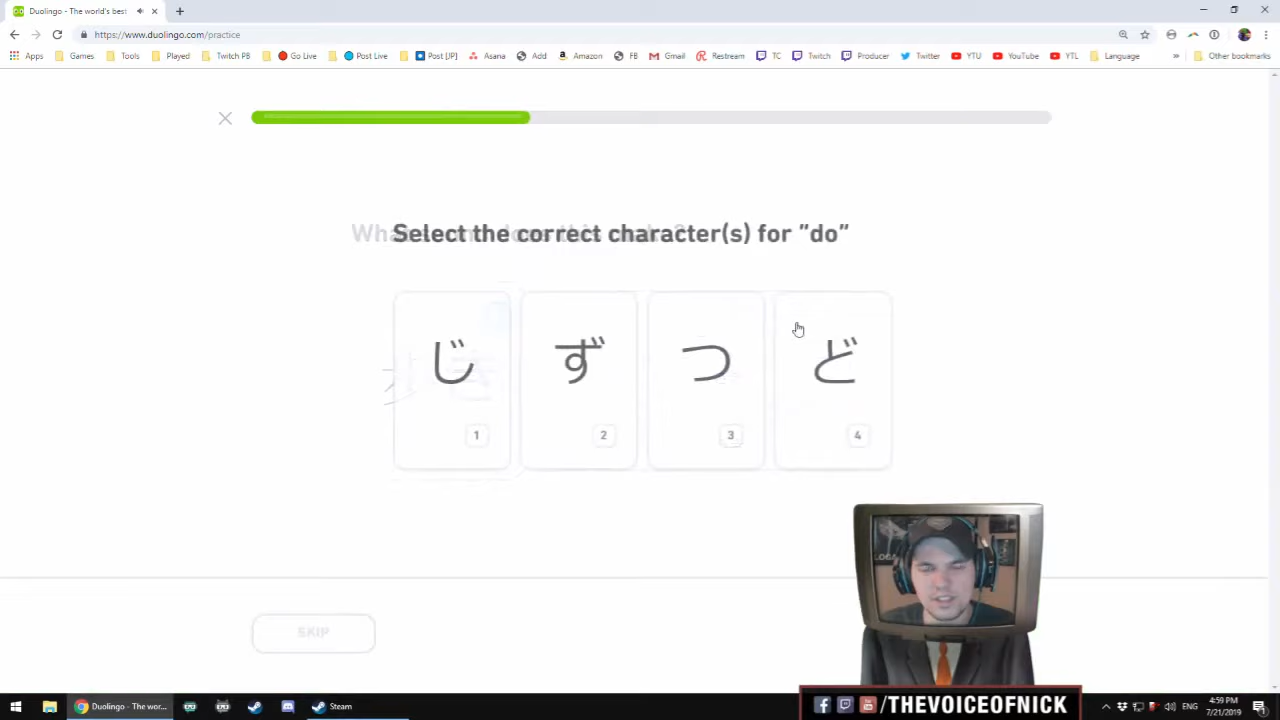 Duolingo - The world's best
https://www.duolingo.com/practice
Apps Games Tools Played Twitch PB Go Live Post Live Post [JP] Asana Add Amazon FB Gmail Restream TC Twitch Producer Twitter YTU YouTube YTL Language » Other bookmarks
Select the correct character(s) for "do"
じ ず つ ど
1 2 3 4
SKIP
/THEVOICEOFNICK
Duolingo - The wor... Steam ENG 4:59 PM
7/21/2019